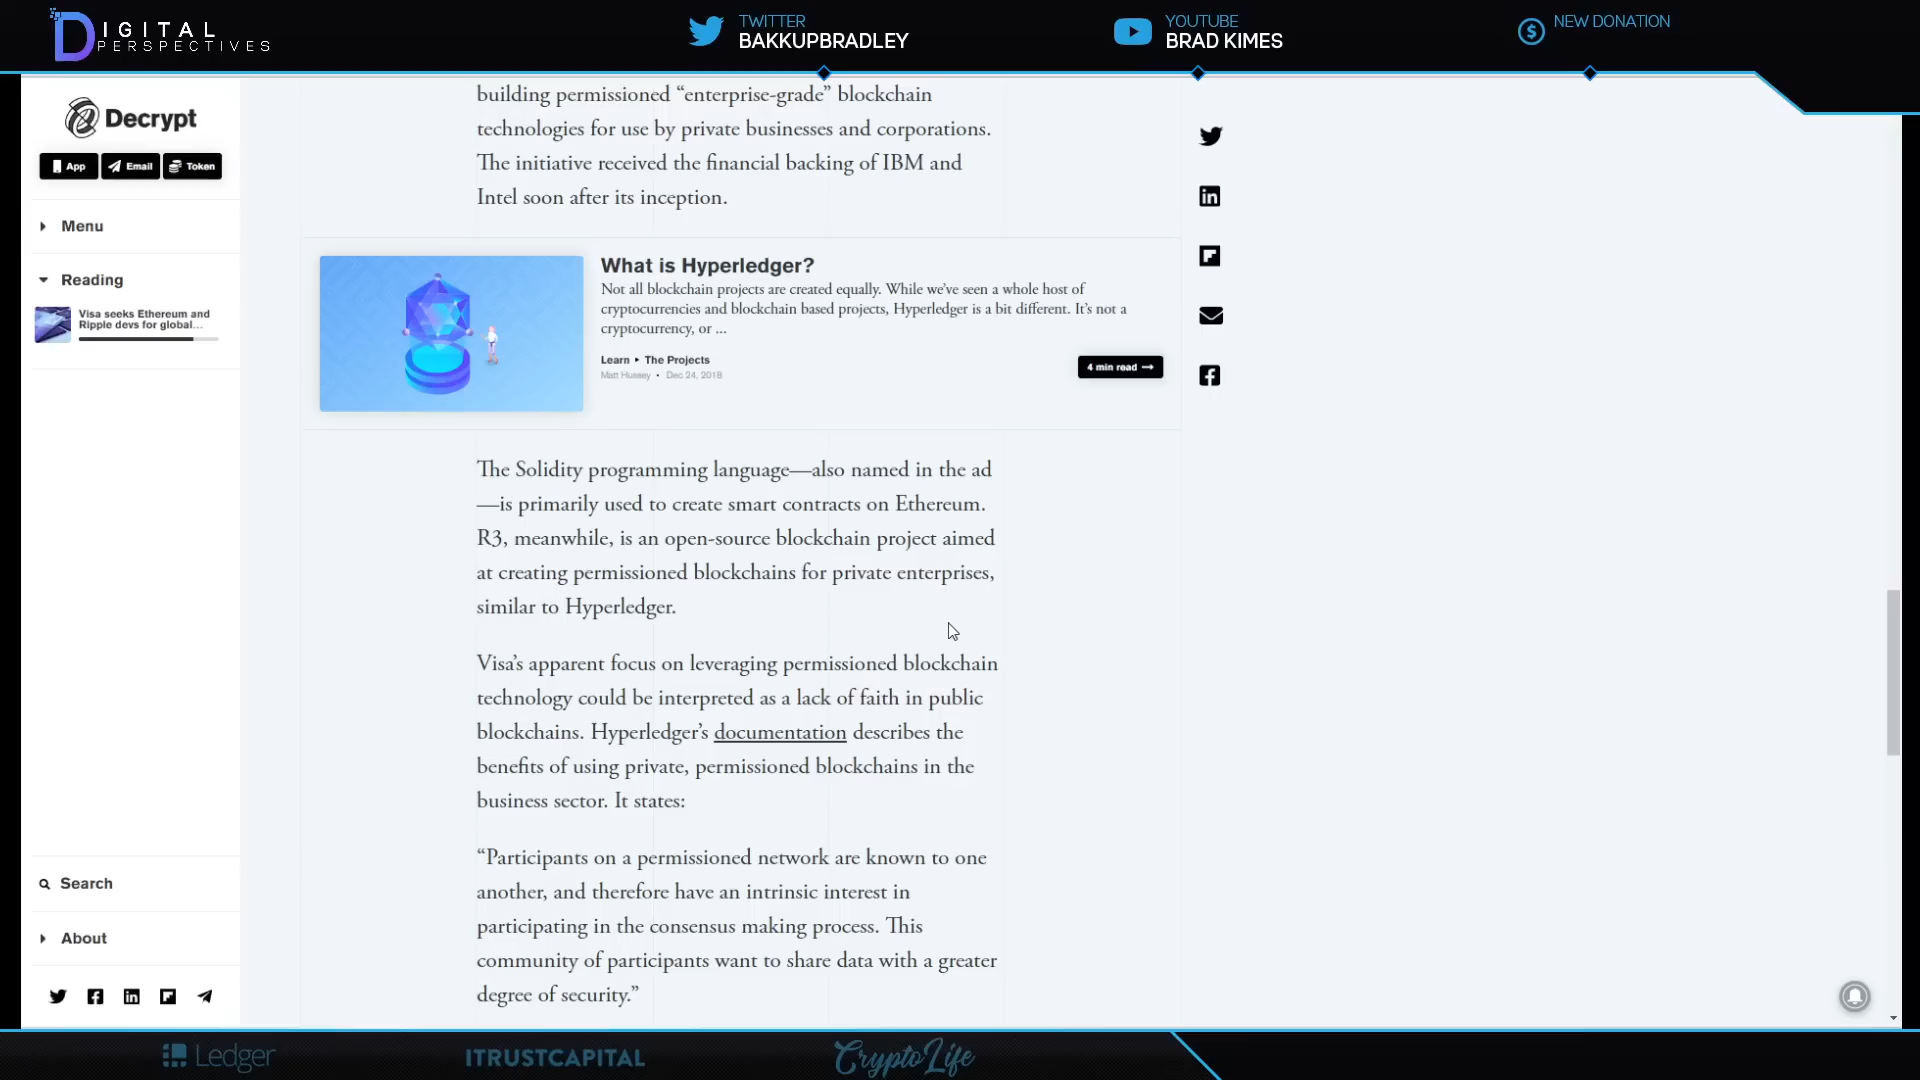 DIGITAL
PERSPECTIVES
TWITTER
BAKKUPBRADLEY
YOUTUBE
BRAD KIMES
NEW DONATION
Decrypt
App
Email
Token
Menu
Reading
Visa seeks Ethereum and
Ripple devs for global...
Search
About
building permissioned “enterprise-grade” blockchain
technologies for use by private businesses and corporations.
The initiative received the financial backing of IBM and
Intel soon after its inception.
What is Hyperledger?
Not all blockchain projects are created equally. While we’ve seen a whole host of
cryptocurrencies and blockchain based projects, Hyperledger is a bit different. It’s not a
cryptocurrency, or ...
Learn ▸ The Projects
Matt Hussey • Dec 24, 2018
4 min read →
The Solidity programming language—also named in the ad
—is primarily used to create smart contracts on Ethereum.
R3, meanwhile, is an open-source blockchain project aimed
at creating permissioned blockchains for private enterprises,
similar to Hyperledger.
Visa’s apparent focus on leveraging permissioned blockchain
technology could be interpreted as a lack of faith in public
blockchains. Hyperledger’s documentation describes the
benefits of using private, permissioned blockchains in the
business sector. It states:
“Participants on a permissioned network are known to one
another, and therefore have an intrinsic interest in
participating in the consensus making process. This
community of participants want to share data with a greater
degree of security.”
Ledger
ITRUSTCAPITAL
CryptoLife